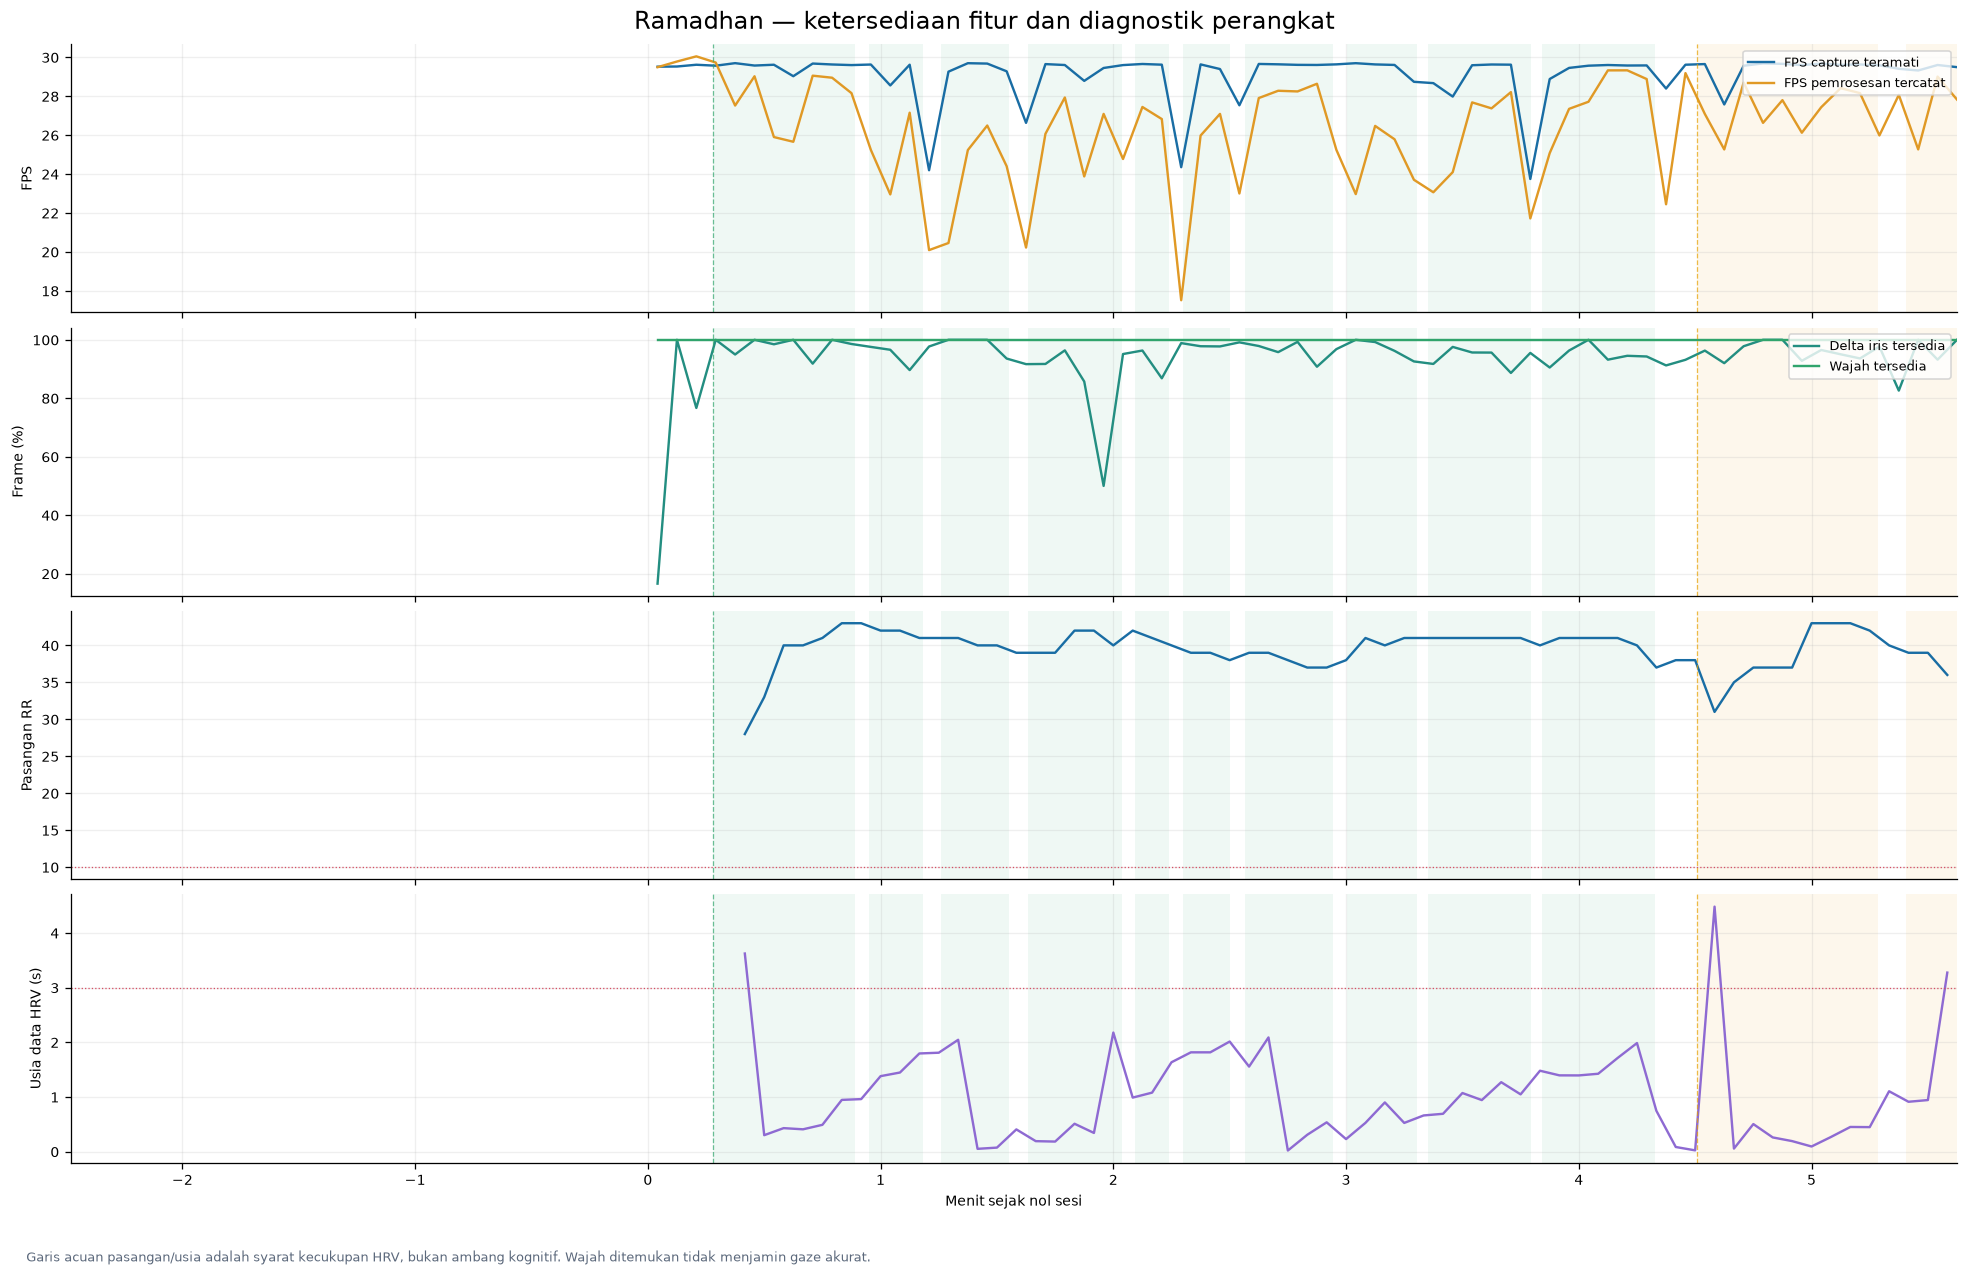 Ramadhan — ketersediaan fitur dan diagnostik perangkat
FPS
30
28
26
24
22
20
18
FPS capture teramati
FPS pemrosesan tercatat
Frame (%)
100
80
60
40
20
Delta iris tersedia
Wajah tersedia
Pasangan RR
40
35
30
25
20
15
10
Usia data HRV (s)
4
3
2
1
0
−2 −1 0 1 2 3 4 5
Menit sejak nol sesi
Garis acuan pasangan/usia adalah syarat kecukupan HRV, bukan ambang kognitif. Wajah ditemukan tidak menjamin gaze akurat.